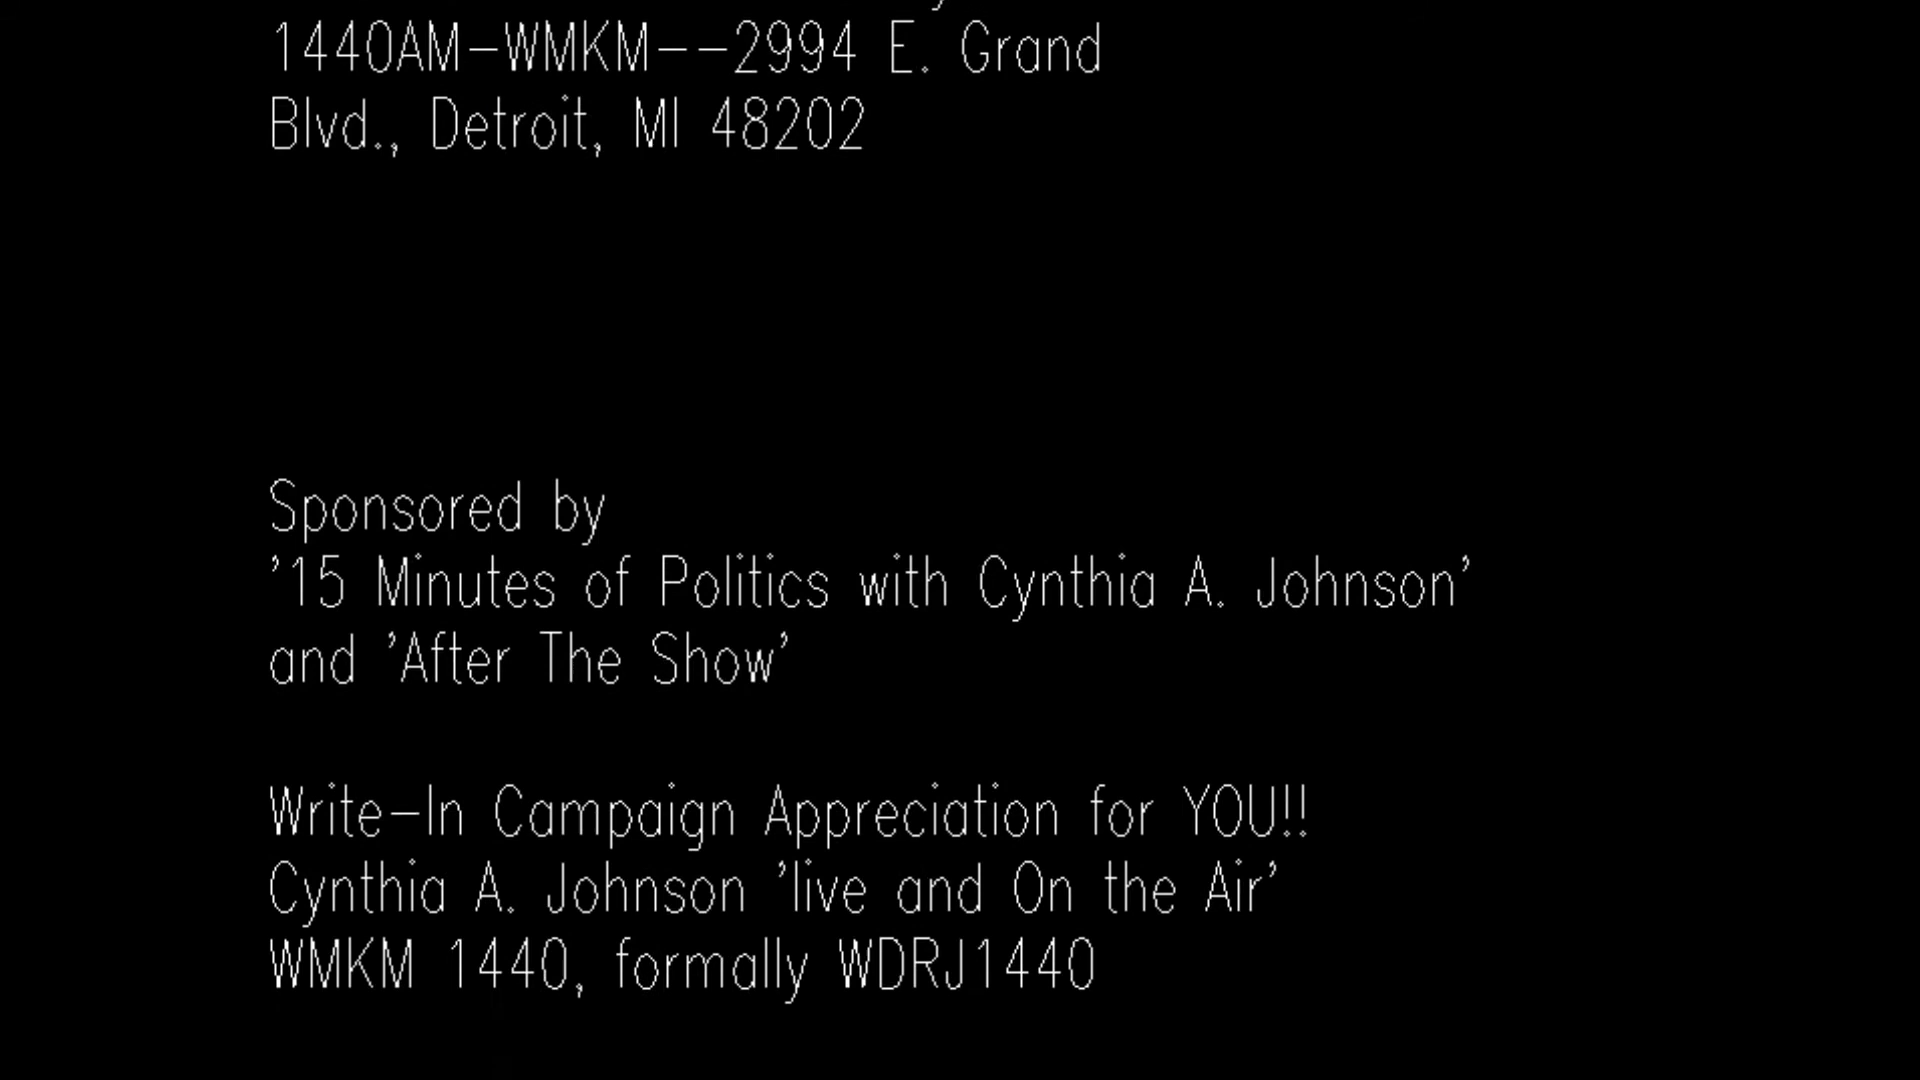 1440AM-WMKM--2994 E. Grand
Blvd., Detroit, MI 48202
Sponsored by
'15 Minutes of Politics with Cynthia A. Johnson'
and 'After The Show'
Write-In Campaign Appreciation for YOU!!
Cynthia A. Johnson 'live and On the Air'
WMKM 1440, formally WDRJ1440